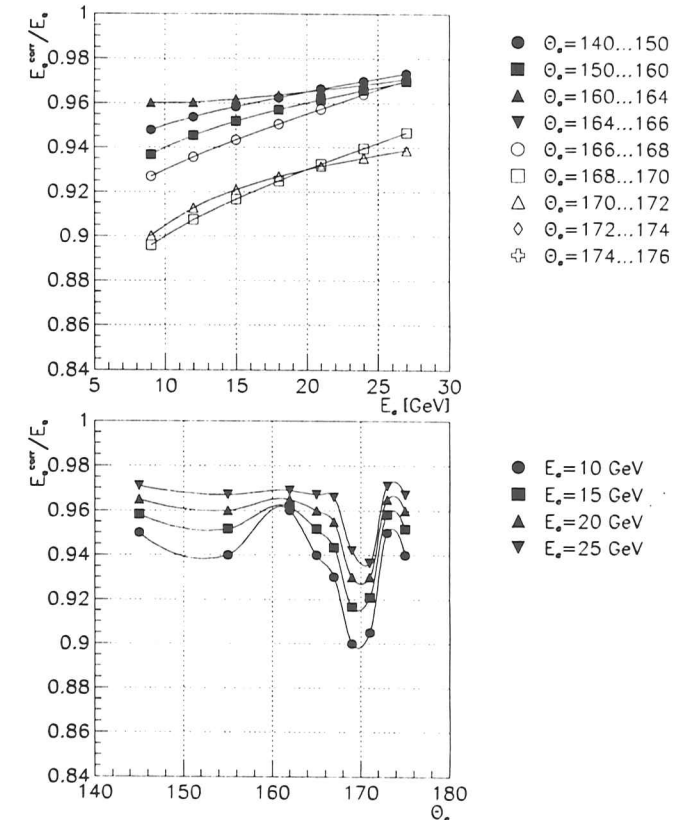 E_e^corr/E_e
1
0.98
0.96
0.94
0.92
0.9
0.88
0.86
0.84
5 10 15 20 25 30
E_e [GeV]
Θ_e=140...150
Θ_e=150...160
Θ_e=160...164
Θ_e=164...166
Θ_e=166...168
Θ_e=168...170
Θ_e=170...172
Θ_e=172...174
Θ_e=174...176
E_e^corr/E_e
1
0.98
0.96
0.94
0.92
0.9
0.88
0.86
0.84
140 150 160 170 180
Θ_e
E_e=10 GeV
E_e=15 GeV
E_e=20 GeV
E_e=25 GeV